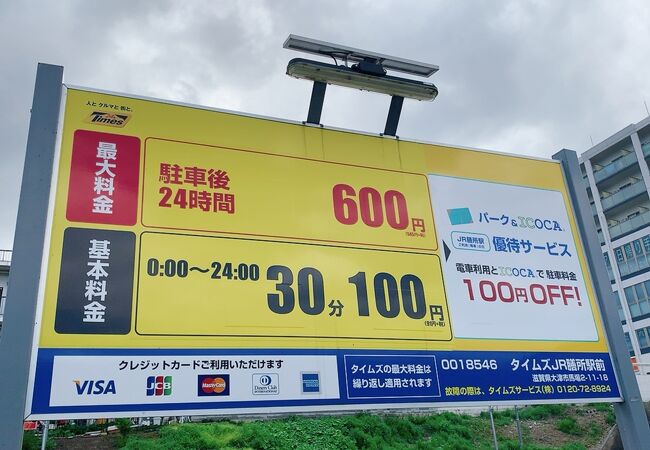 人と クルマと 街と。
Times
最大料金
駐車後
24時間
600円
基本料金
0:00〜24:00
30分 100円
(91円+税)
パーク&ICOCA
JR膳所駅
優待サービス
電車利用とICOCAで駐車料金
100円OFF!
クレジットカードご利用いただけます
VISA
JCB
MasterCard
Diners Club
INTERNATIONAL
タイムズの最大料金は
繰り返し適用されます
0018546 タイムズJR膳所駅前
滋賀県大津市馬場2-11-18
故障の際は、タイムズサービス(株) 0120-72-8924